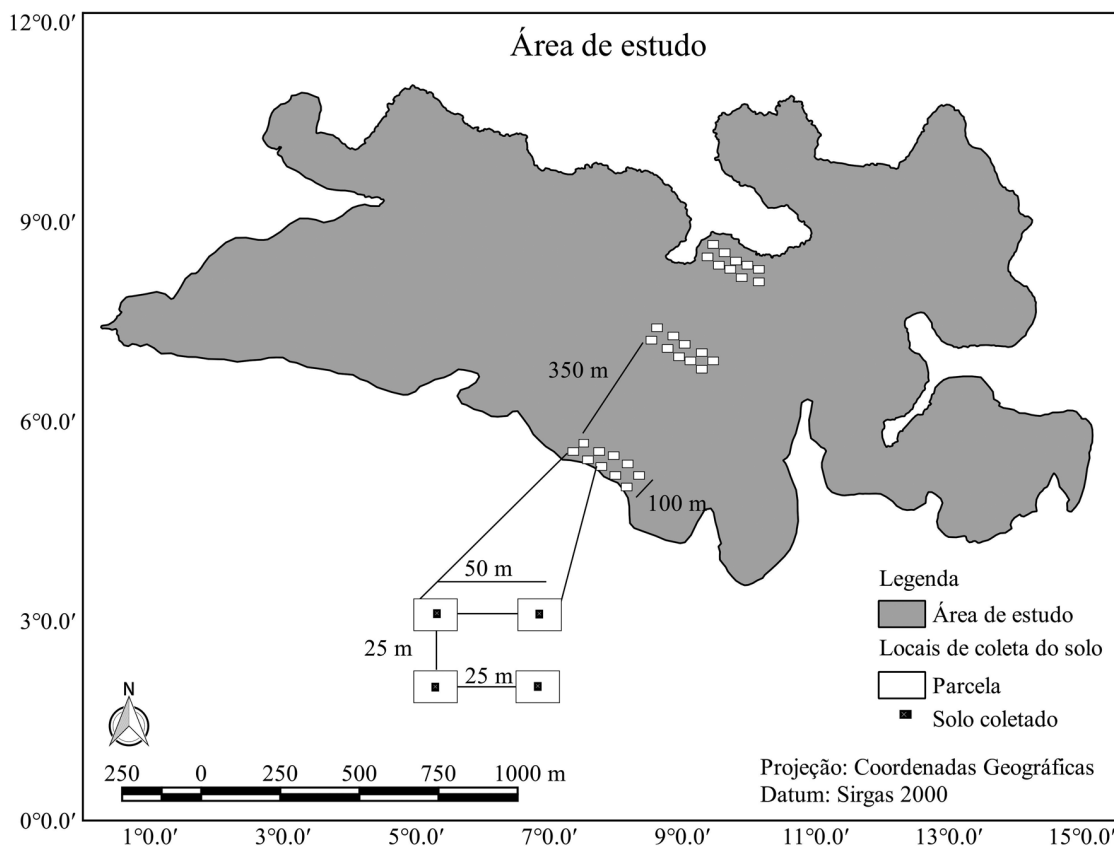 Área de estudo
12°0.0′
9°0.0′
6°0.0′
3°0.0′
0°0.0′
350 m
100 m
50 m
25 m
25 m
Legenda
Área de estudo
Locais de coleta do solo
Parcela
Solo coletado
N
250 0 250 500 750 1000 m
Projeção: Coordenadas Geográficas
Datum: Sirgas 2000
1°0.0′ 3°0.0′ 5°0.0′ 7°0.0′ 9°0.0′ 11°0.0′ 13°0.0′ 15°0.0′